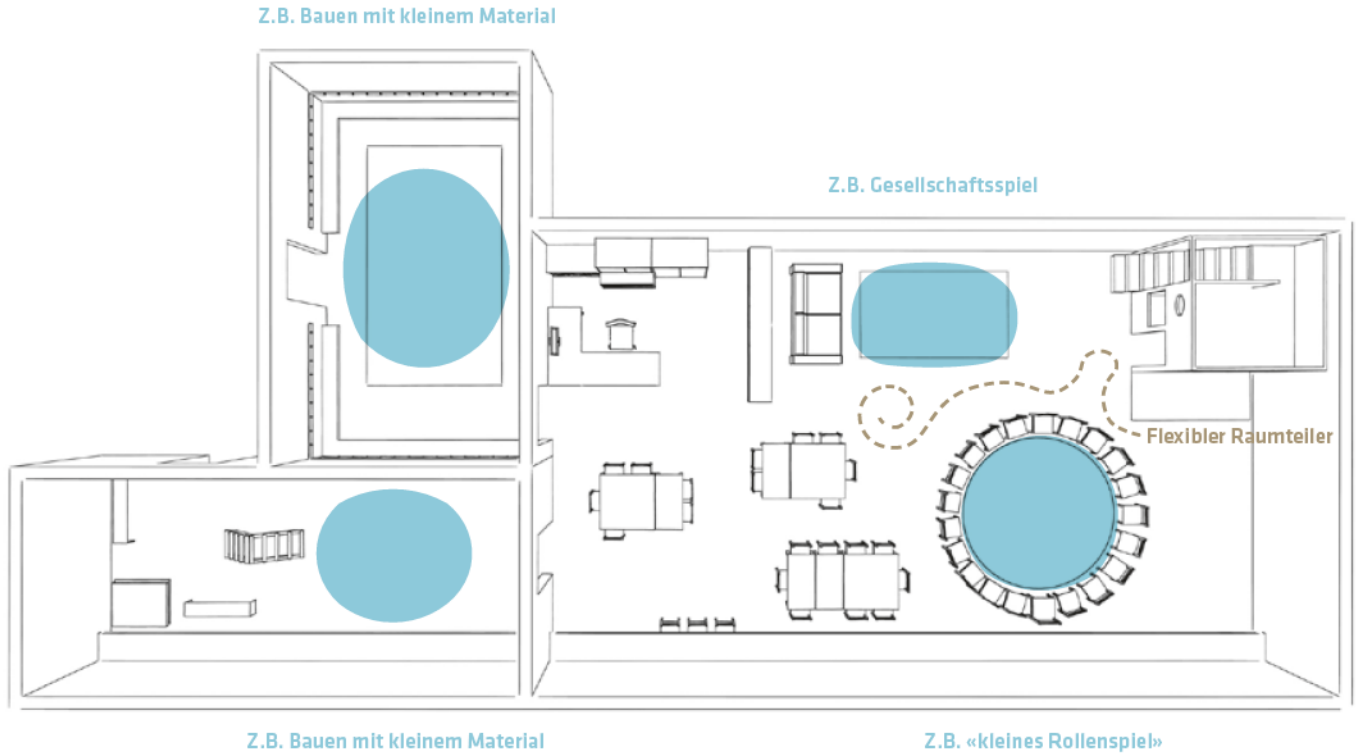 Z.B. Bauen mit kleinem Material
Z.B. Gesellschaftsspiel
Flexibler Raumteiler
Z.B. Bauen mit kleinem Material
Z.B. «kleines Rollenspiel»